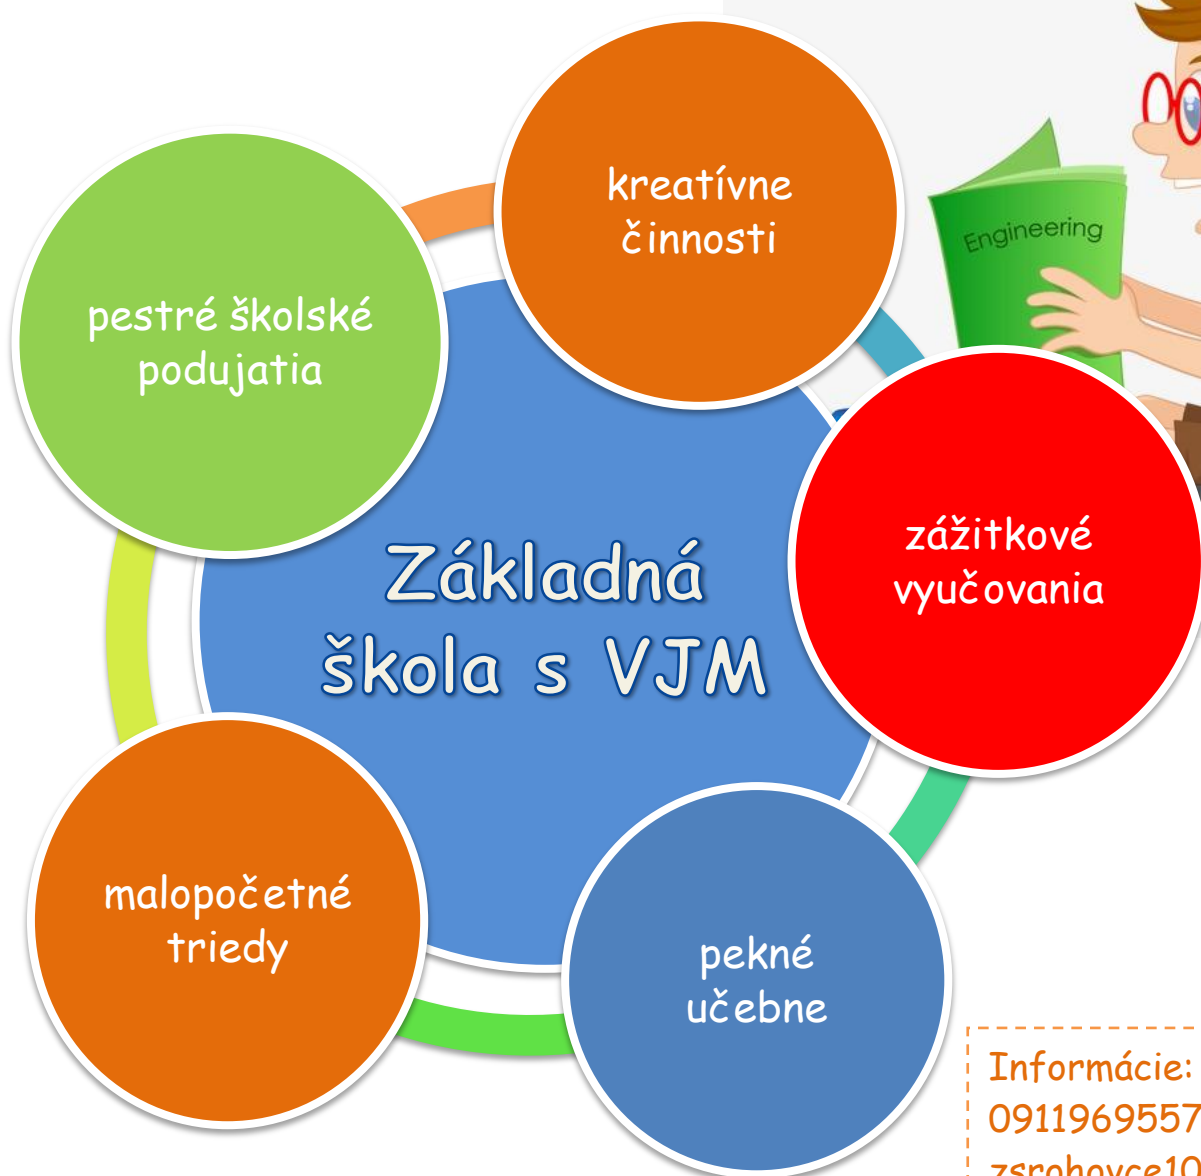 kreatívne
činnosti
Engineering
pestré školské
podujatia
zážitkové
vyučovania
Základná
škola s VJM
malopočetné
triedy
pekné
učebne
Informácie:
0911969557